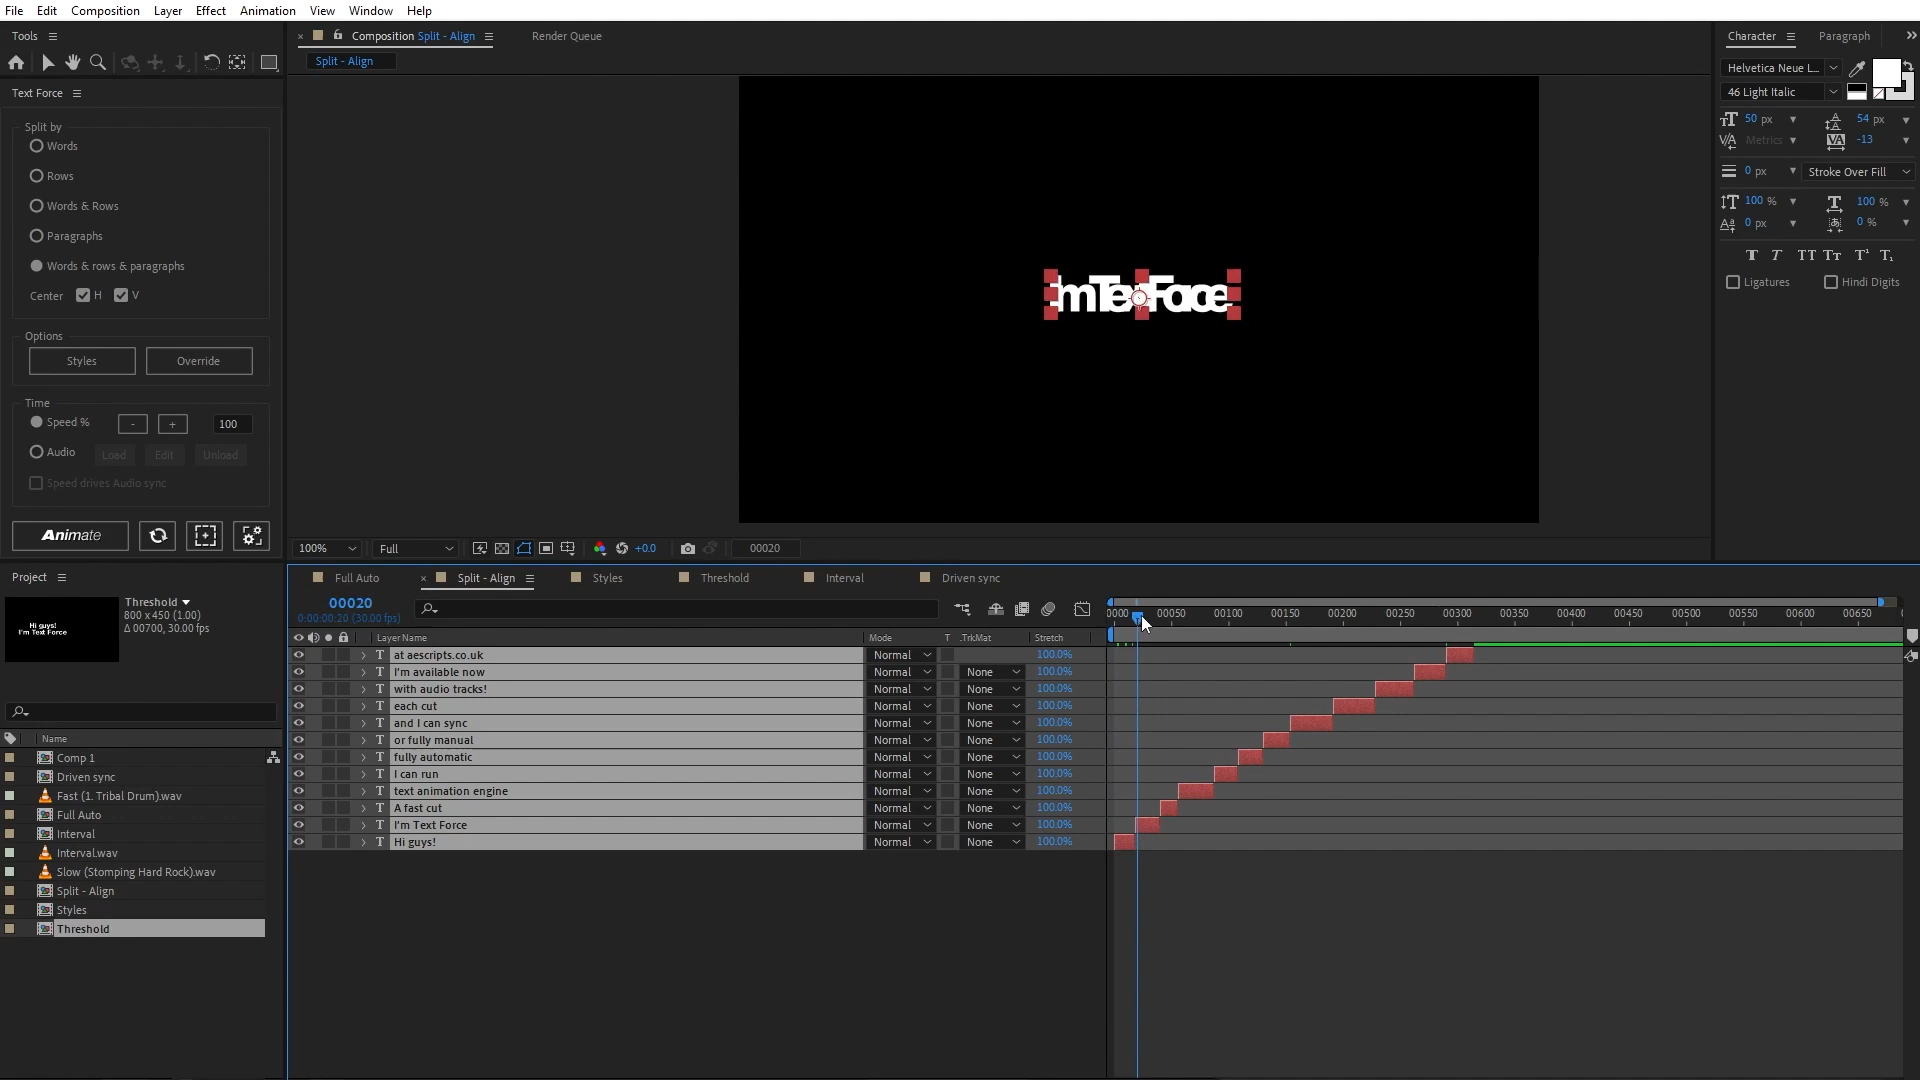 File Edit Composition Layer Effect Animation View Window Help
Tools
Composition Split - Align
Render Queue
Split - Align
Character Paragraph
Helvetica Neue L...
46 Light Italic
50 px 54 px
Metrics -13
0 px Stroke Over Fill
100 % 100 %
0 px 0 %
Ligatures Hindi Digits
Text Force
Split by
Words
Rows
Words & Rows
Paragraphs
Words & rows & paragraphs
Center H V
Options
Styles Override
Time
Speed % - + 100
Audio Load Edit Unload
Speed drives Audio sync
Animate
100% Full +0.0 00020
Project
Threshold
800 x 450 (1.00)
Δ 00700, 30.00 fps
Hi guys!
I'm Text Force
Name
Comp 1
Driven sync
Fast (1. Tribal Drum).wav
Full Auto
Interval
Interval.wav
Slow (Stomping Hard Rock).wav
Split - Align
Styles
Threshold
Full Auto Split - Align Styles Threshold Interval Driven sync
00020
0:00:00:20 (30.00 fps)
0000 00050 00100 00150 00200 00250 00300 00350 00400 00450 00500 00550 00600 00650
Layer Name Mode T .TrkMat Stretch
at aescripts.co.uk Normal 100.0%
I'm available now Normal None 100.0%
with audio tracks! Normal None 100.0%
each cut Normal None 100.0%
and I can sync Normal None 100.0%
or fully manual Normal None 100.0%
fully automatic Normal None 100.0%
I can run Normal None 100.0%
text animation engine Normal None 100.0%
A fast cut Normal None 100.0%
I'm Text Force Normal None 100.0%
Hi guys! Normal None 100.0%